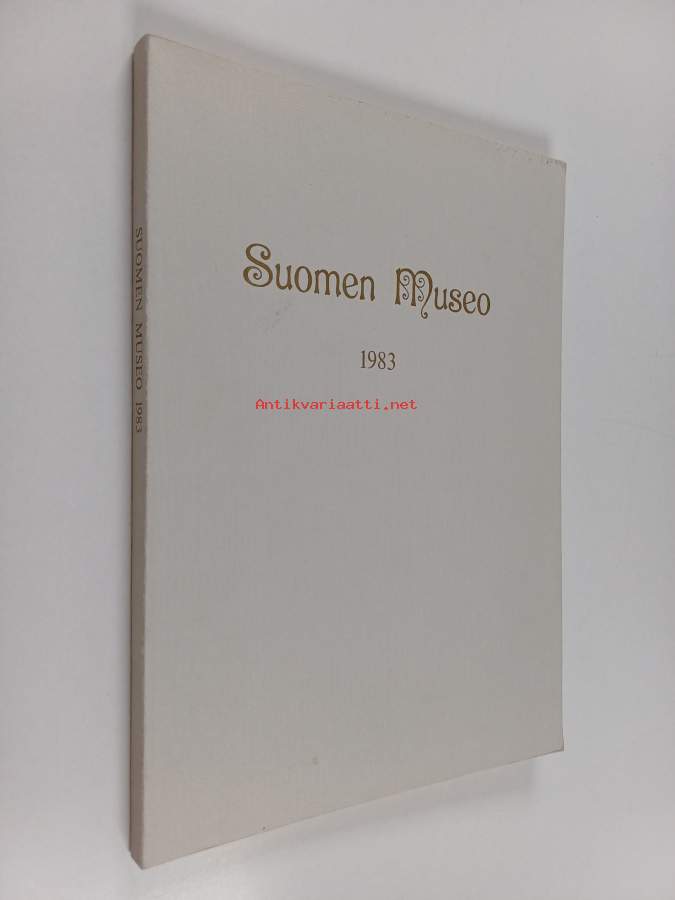 SUOMEN MUSEO 1983
Suomen Museo
1983
Antikvariaatti.net